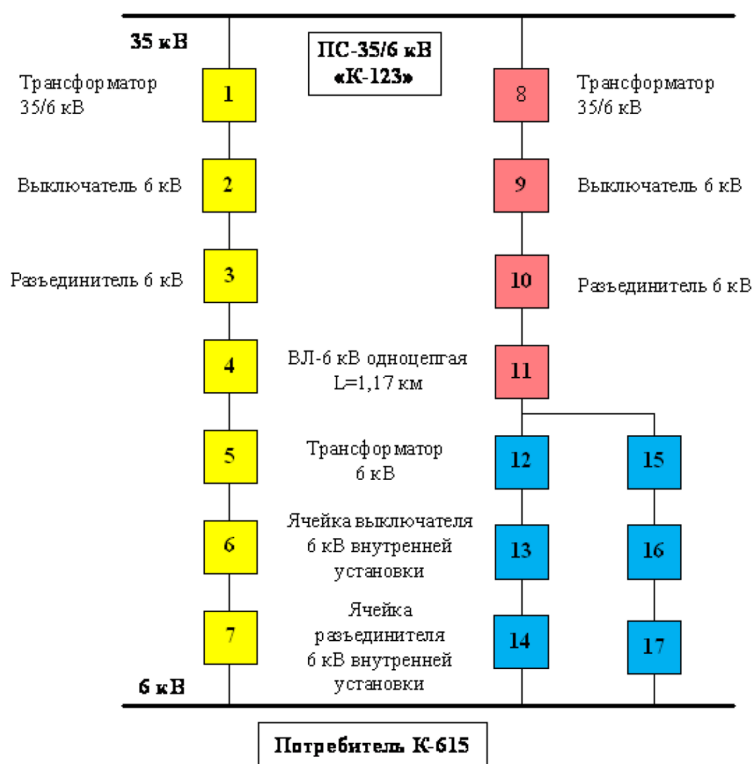 35 кВ
ПС-35/6 кВ
«К-123»
Трансформатор
35/6 кВ
1
8
Трансформатор
35/6 кВ
Выключатель 6 кВ
2
9
Выключатель 6 кВ
Разъединитель 6 кВ
3
10
Разъединитель 6 кВ
4
ВЛ-6 кВ одноцепгая
L=1,17 км
11
5
Трансформатор
6 кВ
12
15
6
Ячейка выключателя
6 кВ внутренней
установки
13
16
7
Ячейка
разъединителя
6 кВ внутренней
установки
14
17
6 кВ
Потребитель К-615